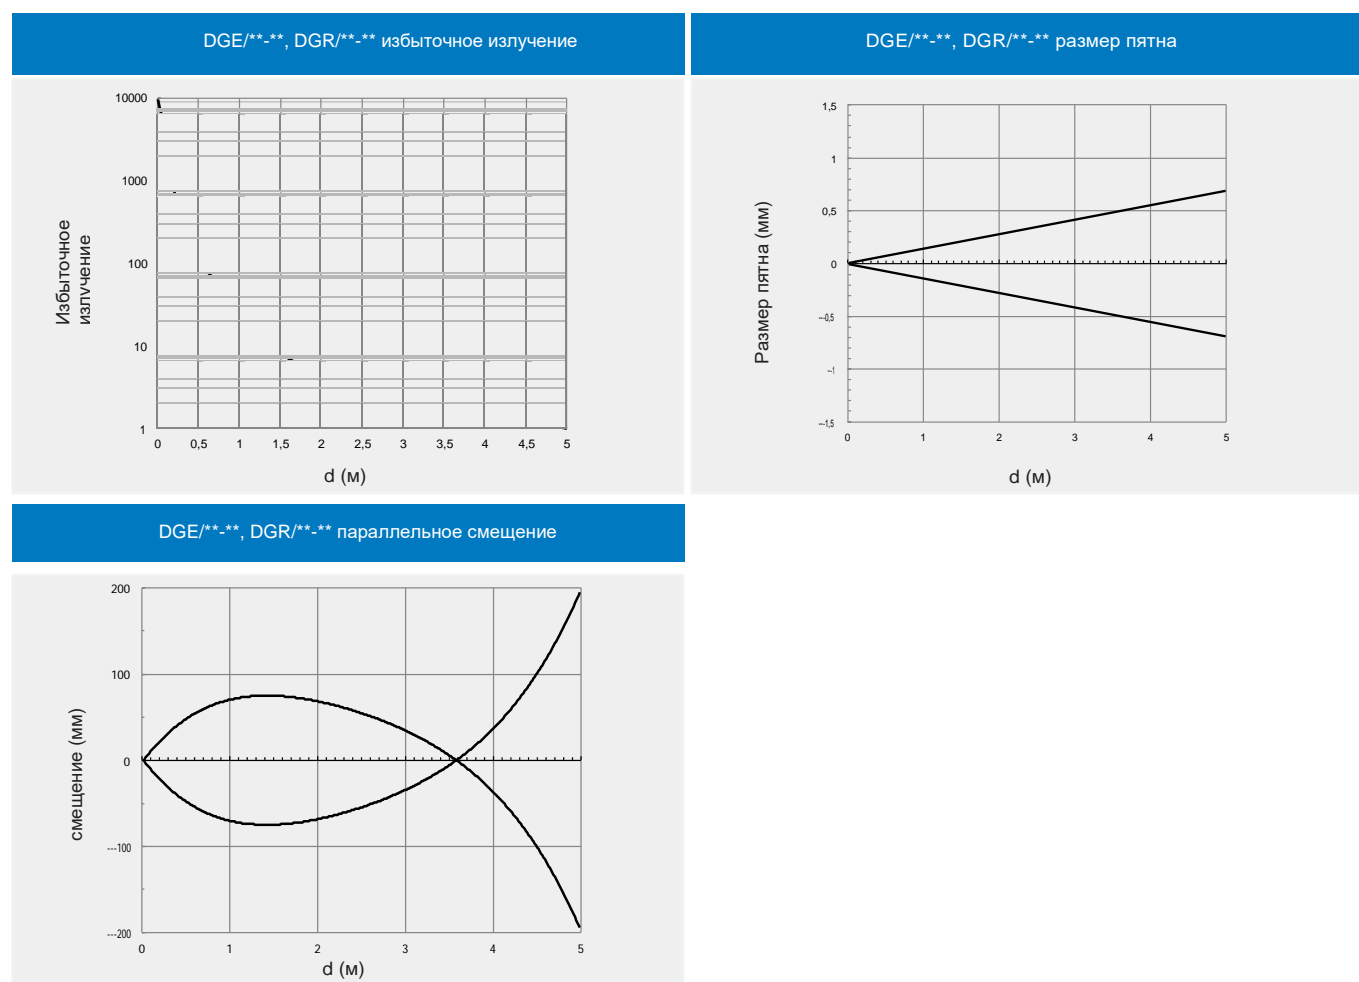 DGE/**-**, DGR/**-** избыточное излучение
10000
1000
100
10
1
Избыточное
излучение
0 0,5 1 1,5 2 2,5 3 3,5 4 4,5 5
d (м)
DGE/**-**, DGR/**-** размер пятна
1,5
1
0,5
0
--0,5
--1
--1,5
Размер пятна (мм)
0 1 2 3 4 5
d (м)
DGE/**-**, DGR/**-** параллельное смещение
200
100
0
---100
---200
смещение (мм)
0 1 2 3 4 5
d (м)